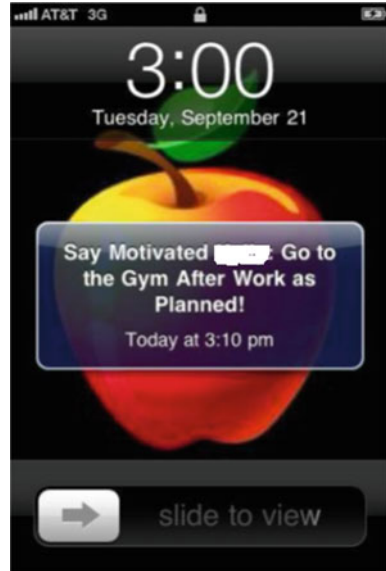 AT&T 3G
3:00
Tuesday, September 21
Say Motivated : Go to
the Gym After Work as
Planned!
Today at 3:10 pm
slide to view